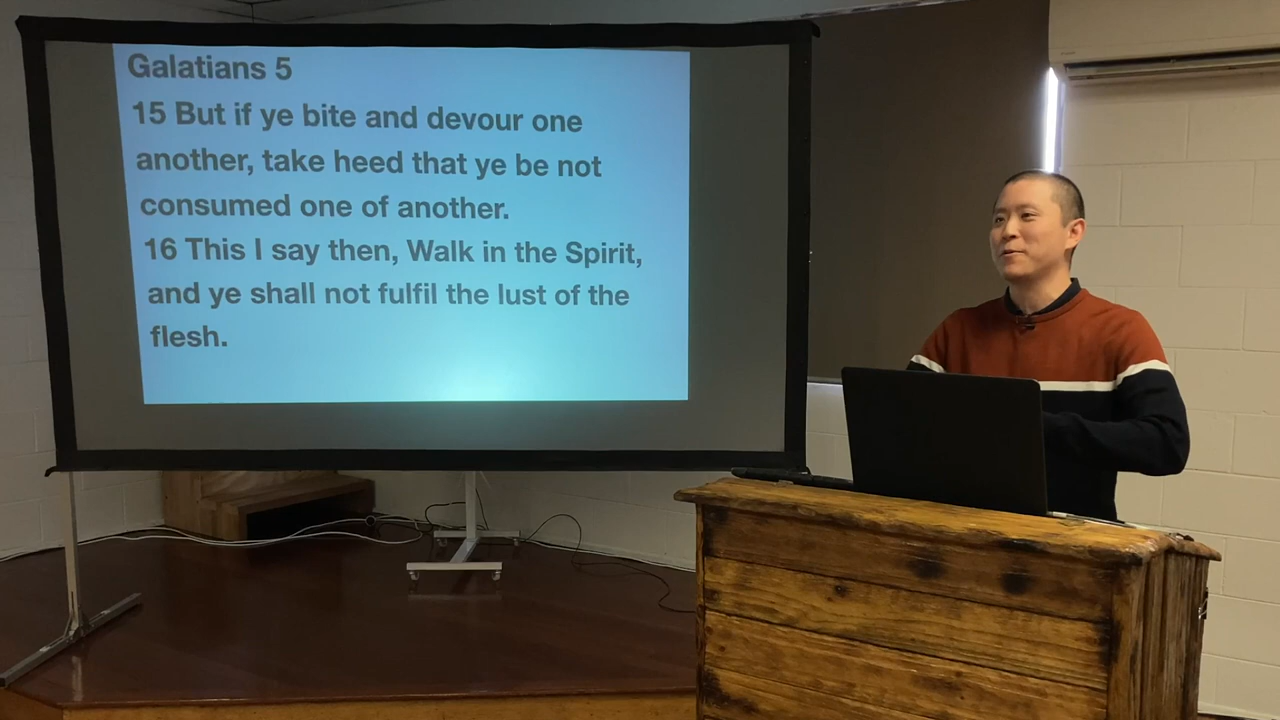 Galatians 5
15 But if ye bite and devour one
another, take heed that ye be not
consumed one of another.
16 This I say then, Walk in the Spirit,
and ye shall not fulfil the lust of the
flesh.